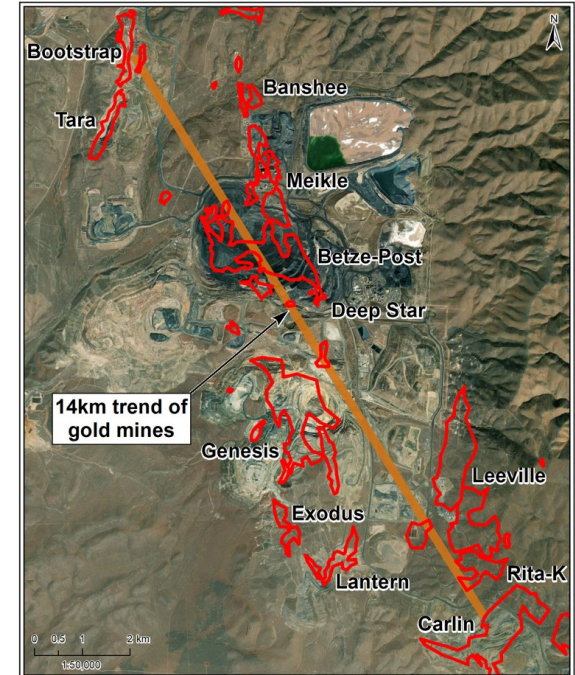 N
Bootstrap
Banshee
Tara
Meikle
Betze-Post
Deep Star
14km trend of
gold mines
Genesis
Leeville
Exodus
Lantern
Rita-K
Carlin
0 0.5 1 2 km
1:50,000